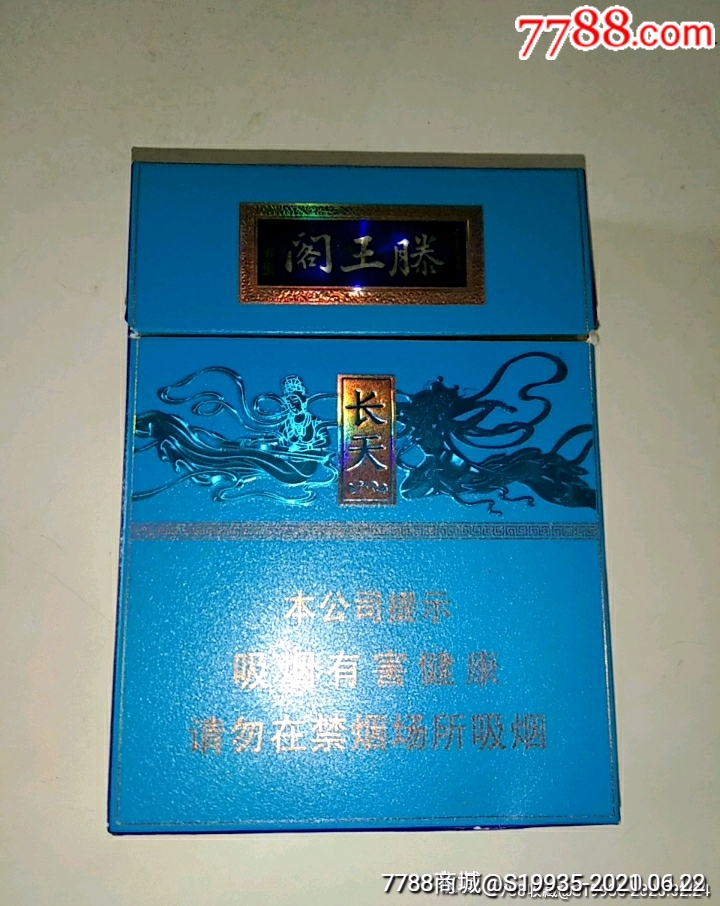 7788.com
阁王滕
长天
本公司提示
吸烟有害健康
请勿在禁烟场所吸烟
7788商城@S19935-2021.06.22